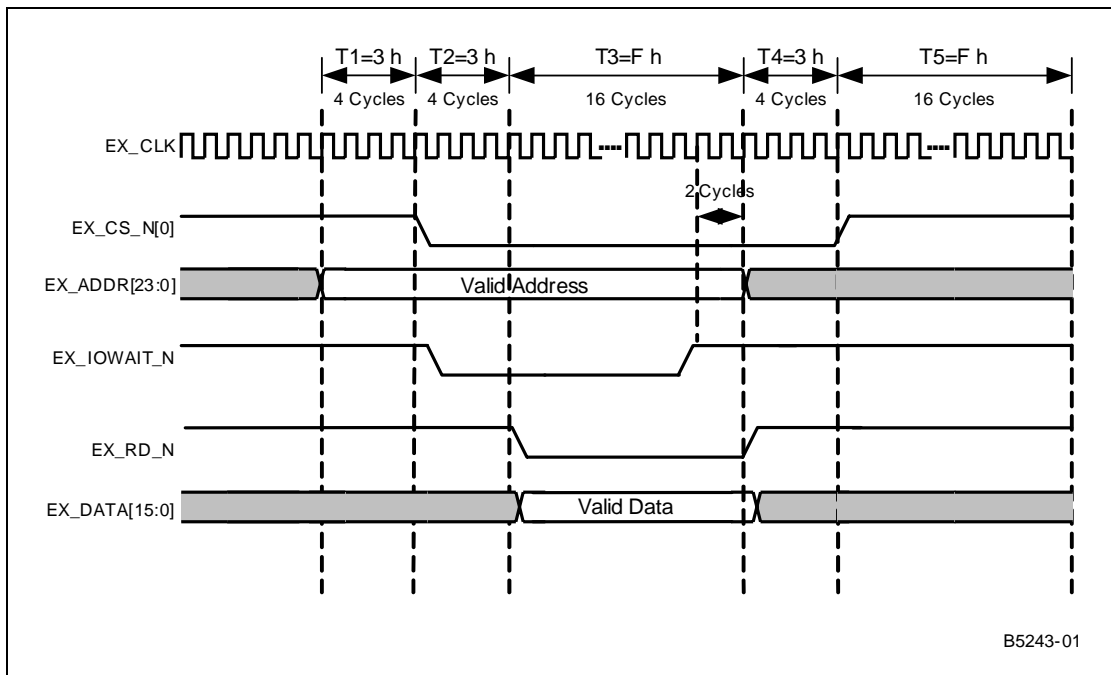 T1=3 h T2=3 h T3=F h T4=3 h T5=F h
4 Cycles 4 Cycles 16 Cycles 4 Cycles 16 Cycles
EX_CLK
2 Cycles
EX_CS_N[0]
EX_ADDR[23:0] Valid Address
EX_IOWAIT_N
EX_RD_N
EX_DATA[15:0] Valid Data
B5243-01